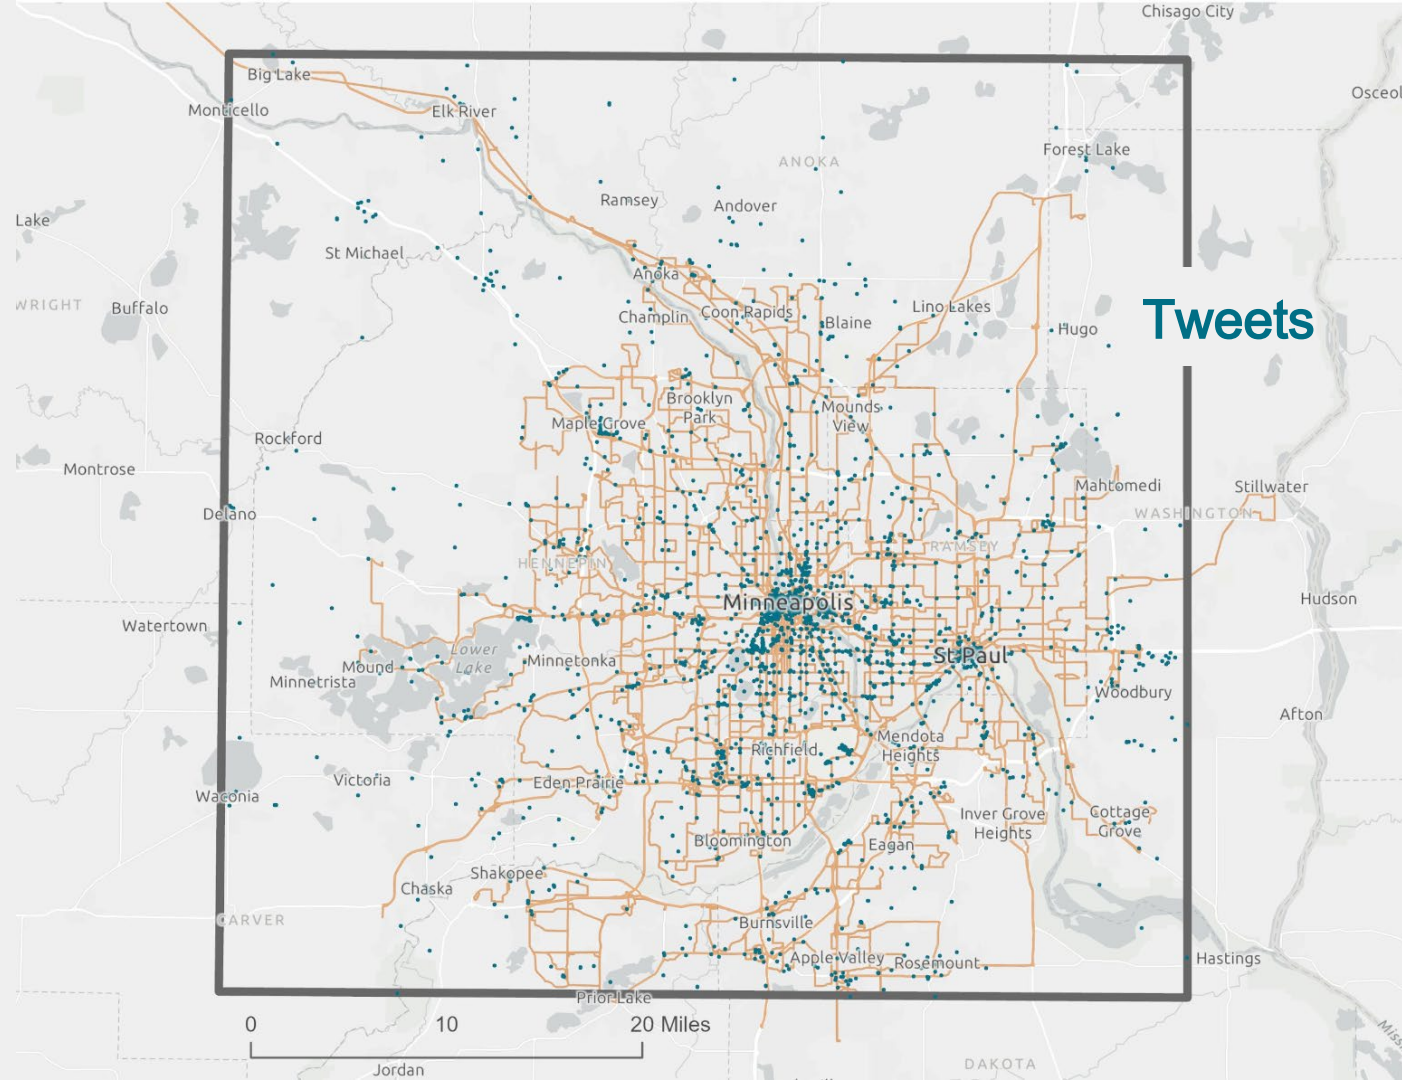 Chisago City
Big Lake
Monticello
Elk River
Osceol
Forest Lake
ANOKA
Ramsey
Andover
Lake
St Michael
Anoka
WRIGHT
Buffalo
Champlin
Coon Rapids
Blaine
Lino Lakes
Hugo
Tweets
Brooklyn
Park
Mounds
View
Maple Grove
Rockford
Montrose
Mahtomedi
Stillwater
Delano
WASHINGTON
HENNEPIN
RAMSEY
Minneapolis
Hudson
Watertown
Lower
Lake
Minnetonka
St Paul
Mound
Minnetrista
Woodbury
Afton
Richfield
Mendota
Heights
Victoria
Eden Prairie
Waconia
Inver Grove
Heights
Cottage
Grove
Bloomington
Eagan
Shakopee
Chaska
CARVER
Burnsville
Apple Valley
Rosemount
Hastings
Prior Lake
0 10 20 Miles
Jordan
DAKOTA
Miss